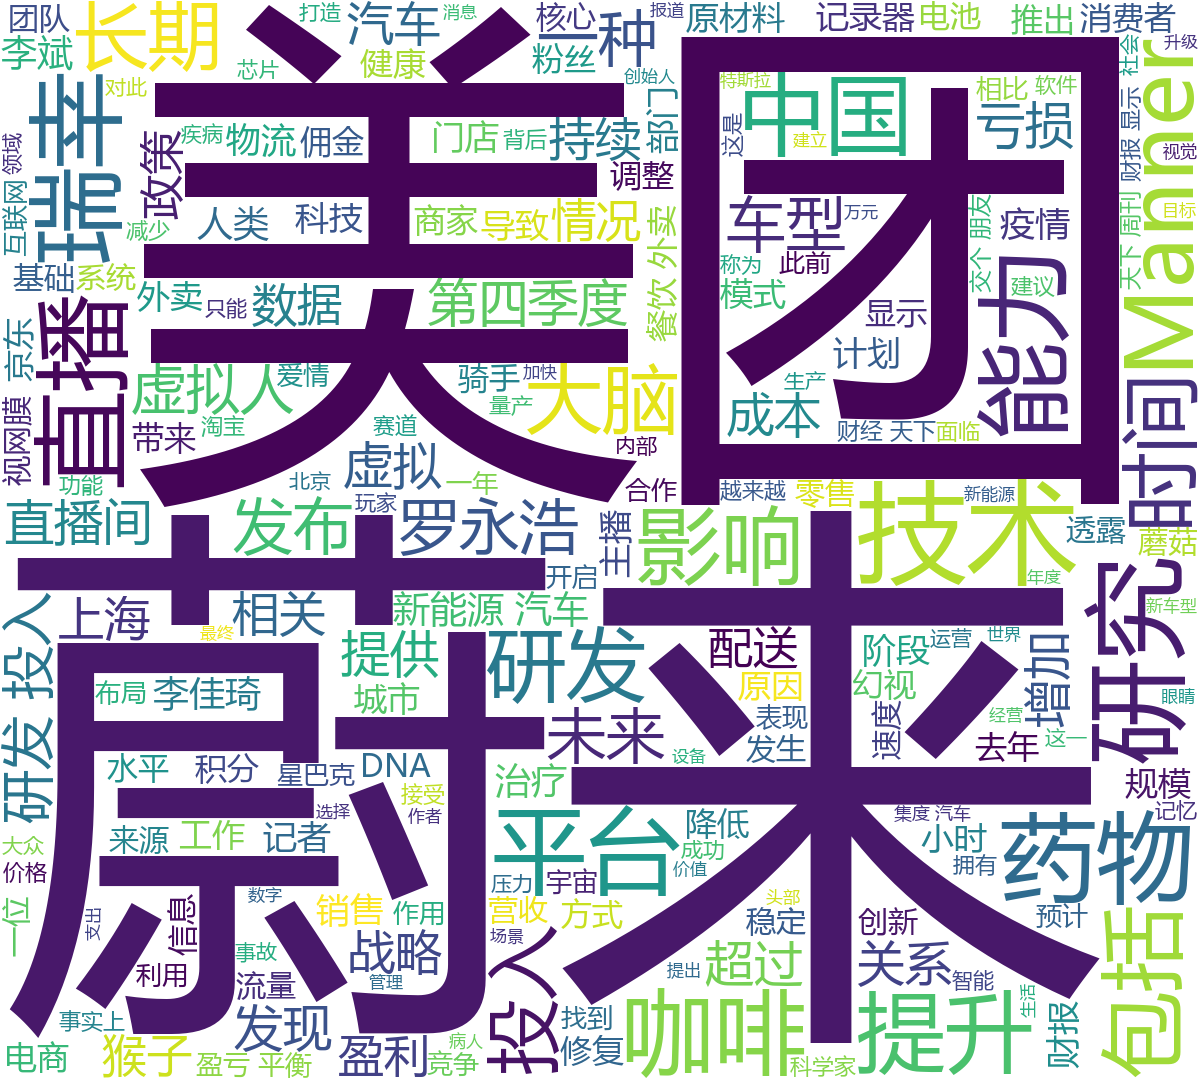 团队
长期
打造
汽车
消息
核心
一种
报道
原材料
记录器
电池
推出
消费者
李斌
芯片
健康
粉丝
创始人
特斯拉
中国
相比
软件
社会
升级
Manner
瑞幸
对此
美团
疾病
物流
佣金
门店
背后
持续
部门
这是
建立
亏损
财报 显示
视觉
领域
政策
调整
互联网
减少
人类
科技
商家
导致
情况
餐饮 外卖
车型
万元
交个 朋友
疫情
天下 周刊
目标
基础
系统
外卖
只能
数据
第四季度
称为
此前
模式
显示
能力
建议
直播
京东
虚拟人
爱情
骑手
加快
量产
大脑
计划
生产
成本
时间
视网膜
带来
淘宝
赛道
内部
财经 天下
面临
功能
北京
虚拟
玩家
一年
合作
越来越
零售
新能源
直播间
发布
罗永浩
主播
影响
技术
透露
蘑菇
蔚来
开启
年度
研发 投入
上海
最终
相关
新能源 汽车
研究
新车型
提供
研发
配送
阶段
运营
世界
增加
布局
李佳琦
城市
未来
原因
幻视
眼睛
表现
速度
经营
水平
积分
星巴克
DNA
发生
设备
去年
这一
治疗
接受
规模
选择
作者
平台
降低
集度 汽车
记忆
大众
来源
工作
记者
成功
小时
药物
价格
价值
拥有
数字
压力
宇宙
头部
一位
支出
信息
销售
作用
营收
方式
稳定
创新
预计
事故
战略
场景
投入
提出
超过
关系
智能
包括
利用
流量
管理
事实上
发现
找到
咖啡
提升
生活
财报
电商
猴子
盈亏 平衡
盈利
病人
竞争
修复
科学家